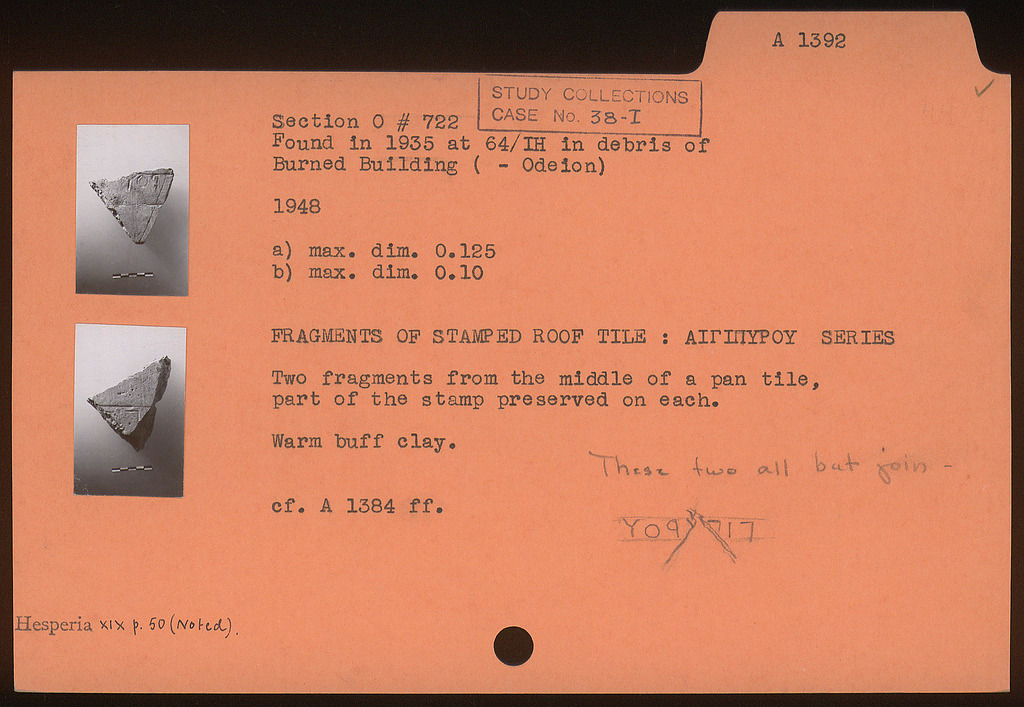 A 1392
STUDY COLLECTIONS
CASE No. 38-I
Section O # 722
Found in 1935 at 64/IH in debris of
Burned Building ( - Odeion)
1948
a) max. dim. 0.125
b) max. dim. 0.10
FRAGMENTS OF STAMPED ROOF TILE : ΑΙΓΙΠΥΡΟΥ SERIES
Two fragments from the middle of a pan tile,
part of the stamp preserved on each.
Warm buff clay.
These two all but join -
cf. A 1384 ff.
Hesperia XIX p. 50 (Noted).